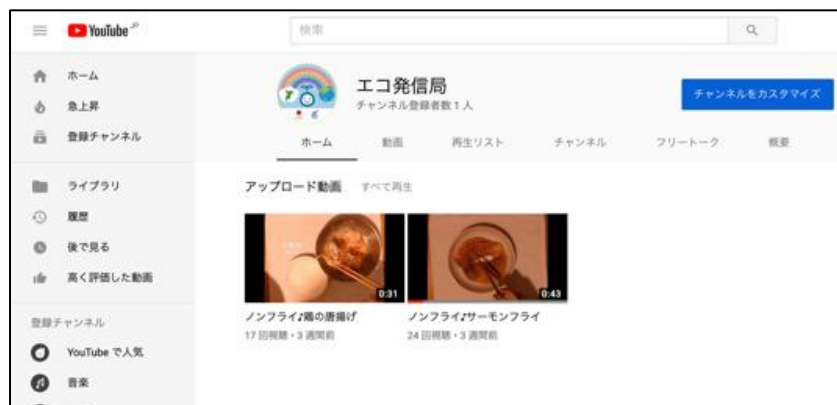 YouTube JP
検索
ホーム
急上昇
登録チャンネル
ライブラリ
履歴
後で見る
高く評価した動画
登録チャンネル
YouTube で人気
音楽
エコ発信局
チャンネル登録者数 1 人
チャンネルをカスタマイズ
ホーム 動画 再生リスト チャンネル フリートーク 概要
アップロード動画 すべて再生
0:31
0:43
ノンフライ♪鶏の唐揚げ
17 回視聴・3 週間前
ノンフライ♪サーモンフライ
24 回視聴・3 週間前